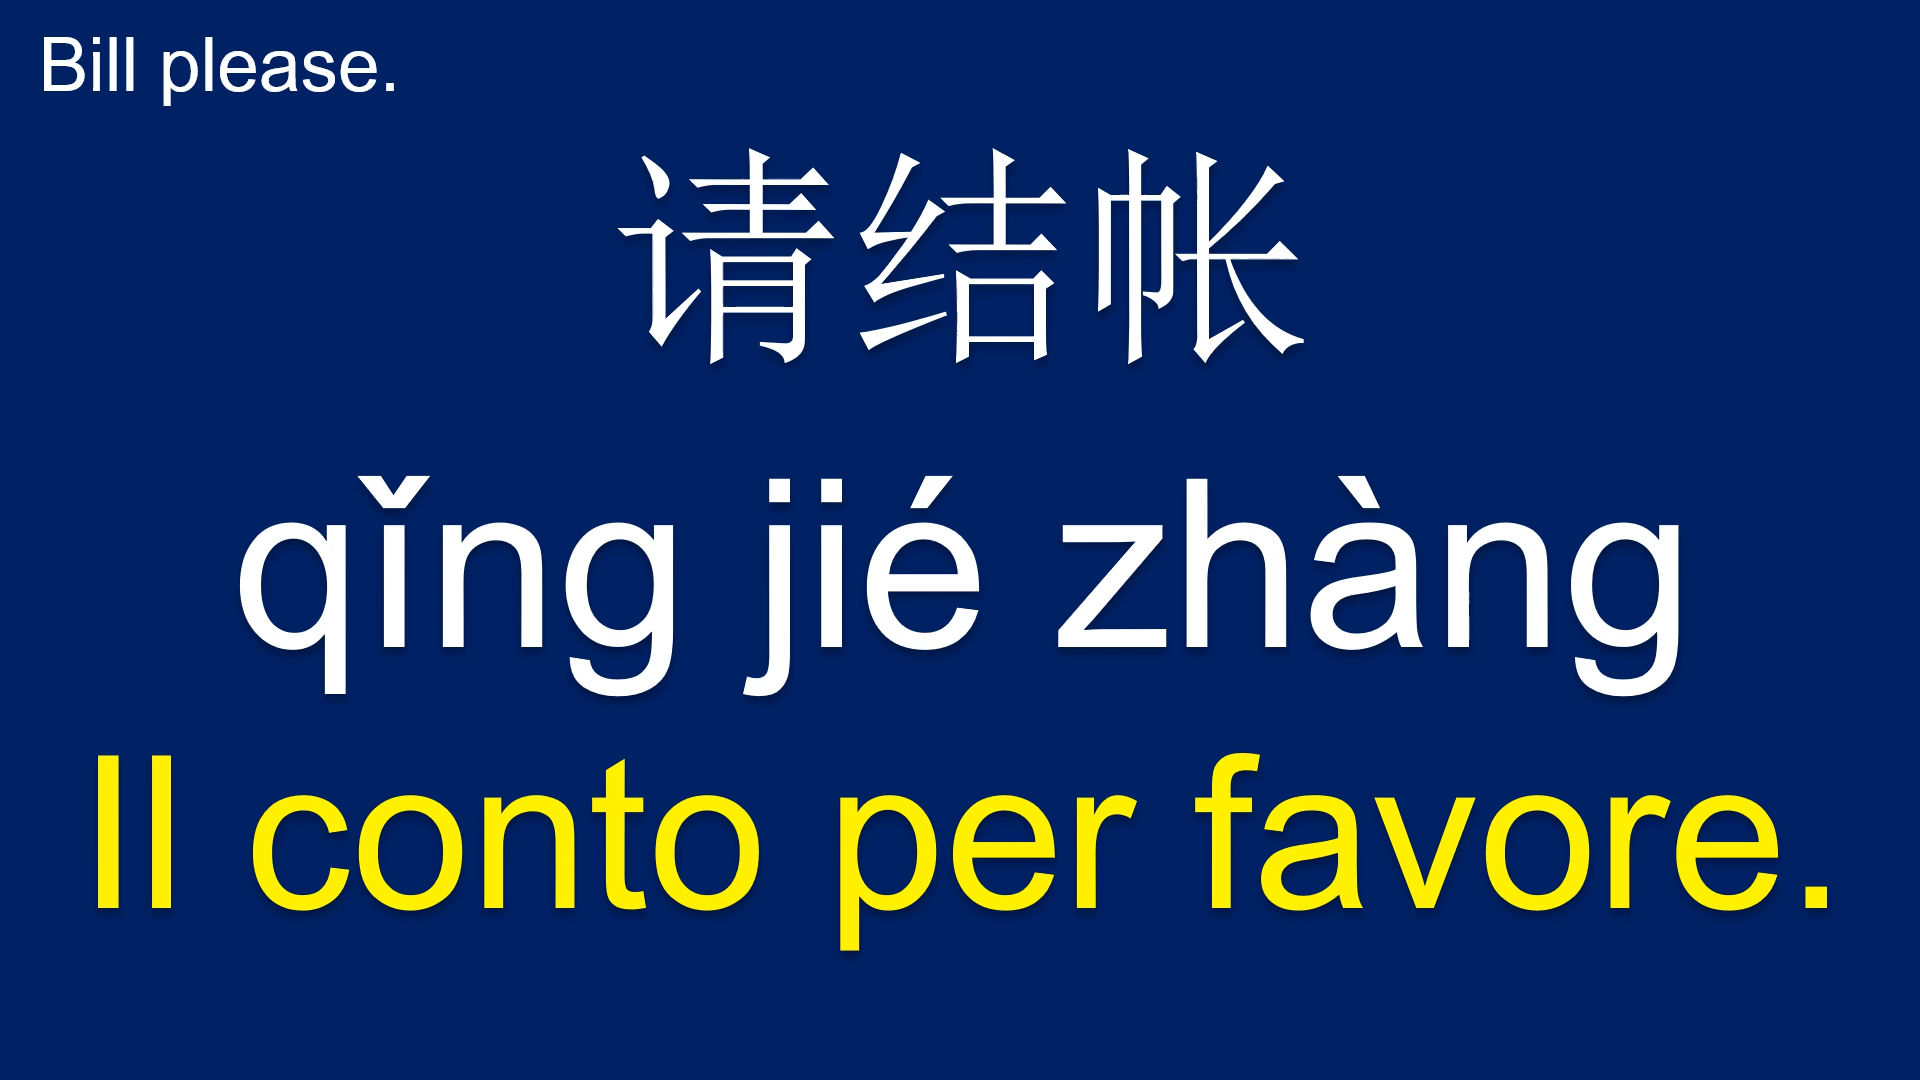 Bill please.
请结帐
qǐng jié zhàng
Il conto per favore.